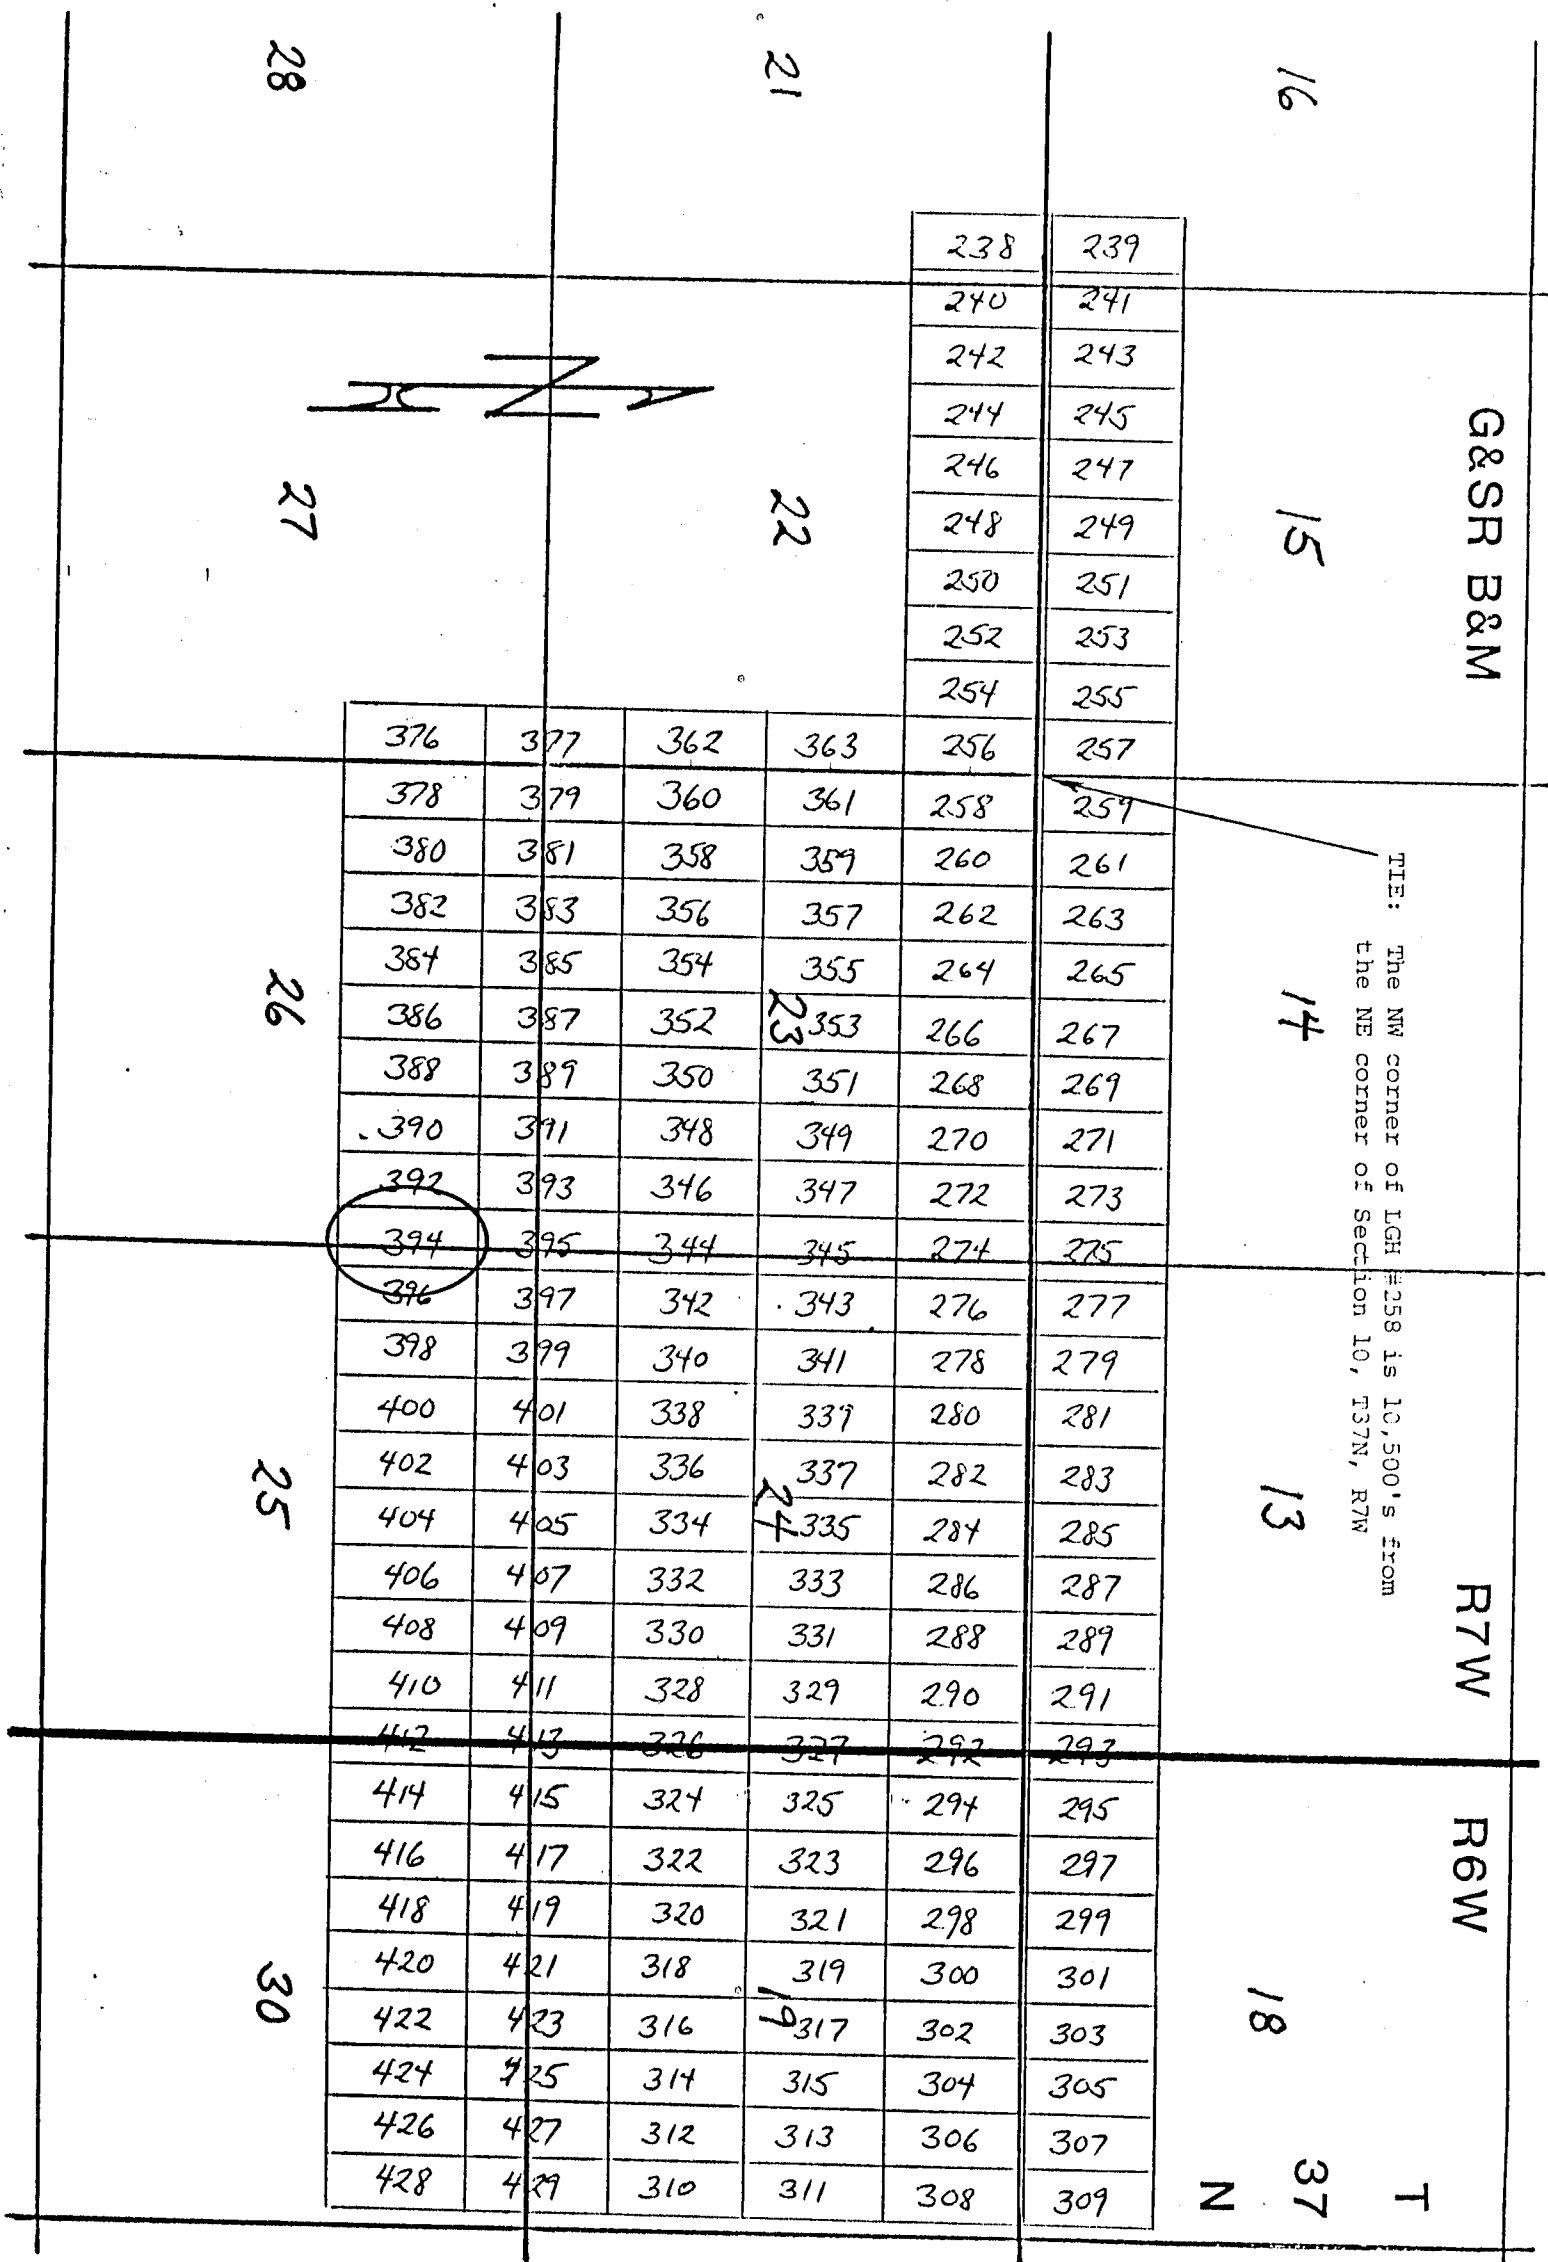 G&SR B&M
R7W
R6W
T
37
N
TIE: The NW corner of LGH #258 is 10,500's from
the NE corner of Section 10, T37N, R7W
16
15
14
13
18
21
22
23
24
19
28
27
26
25
30
N
238 239
240 241
242 243
244 245
246 247
248 249
250 251
252 253
254 255
376 377 362 363 256 257
378 379 360 361 258 259
380 381 358 359 260 261
382 383 356 357 262 263
384 385 354 355 264 265
386 387 352 353 266 267
388 389 350 351 268 269
390 391 348 349 270 271
392 393 346 347 272 273
394 395 344 345 274 275
396 397 342 343 276 277
398 399 340 341 278 279
400 401 338 339 280 281
402 403 336 337 282 283
404 405 334 335 284 285
406 407 332 333 286 287
408 409 330 331 288 289
410 411 328 329 290 291
412 413 326 327 292 293
414 415 324 325 294 295
416 417 322 323 296 297
418 419 320 321 298 299
420 421 318 319 300 301
422 423 316 317 302 303
424 425 314 315 304 305
426 427 312 313 306 307
428 429 310 311 308 309